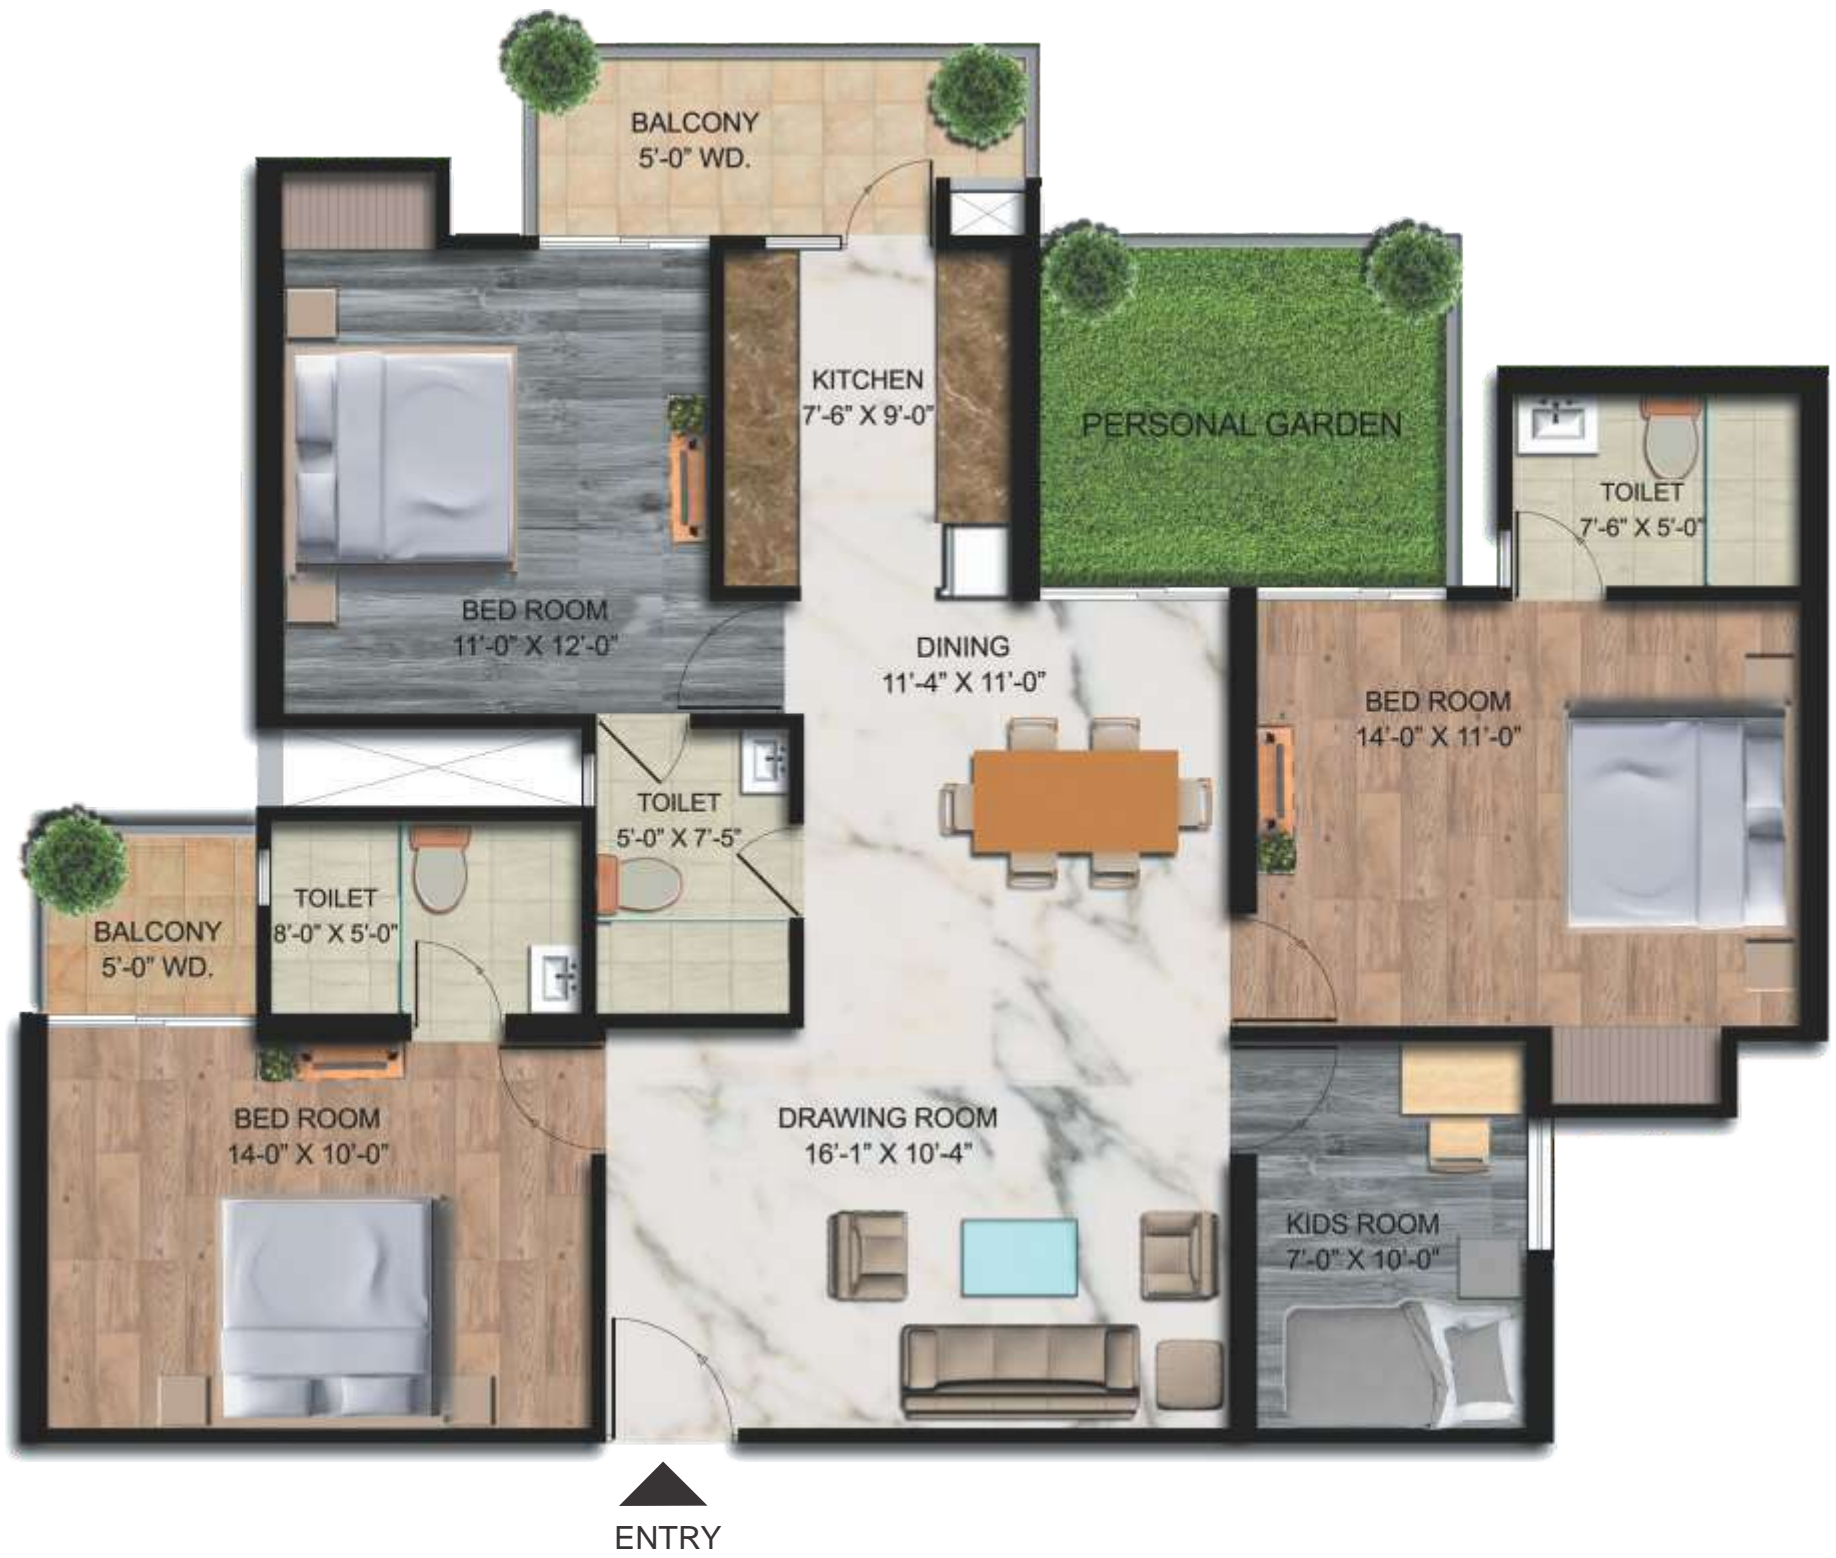 BALCONY
5'-0" WD.
KITCHEN
7'-6" X 9'-0"
PERSONAL GARDEN
TOILET
7'-6" X 5'-0"
BED ROOM
11'-0" X 12'-0"
DINING
11'-4" X 11'-0"
BED ROOM
14'-0" X 11'-0"
TOILET
5'-0" X 7'-5"
TOILET
8'-0" X 5'-0"
BALCONY
5'-0" WD.
BED ROOM
14-0" X 10'-0"
DRAWING ROOM
16'-1" X 10'-4"
KIDS ROOM
7'-0" X 10'-0"
ENTRY